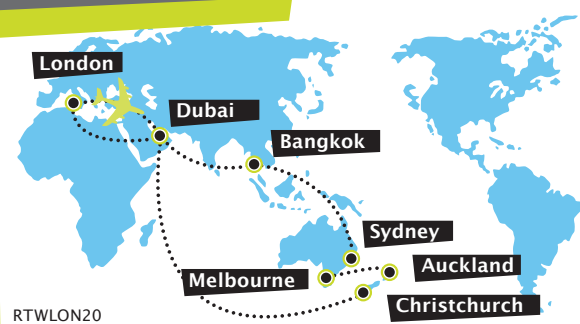 London
Dubai
Bangkok
Sydney
Auckland
Melbourne
Christchurch
RTWLON20